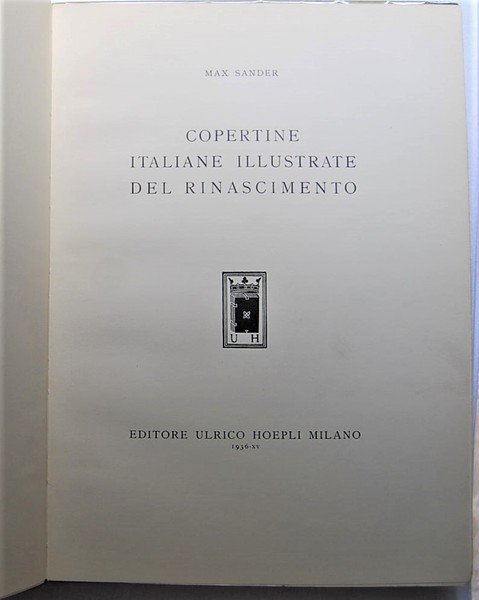 MAX SANDER
COPERTINE
ITALIANE ILLUSTRATE
DEL RINASCIMENTO
U H
EDITORE ULRICO HOEPLI MILANO
1936-XV